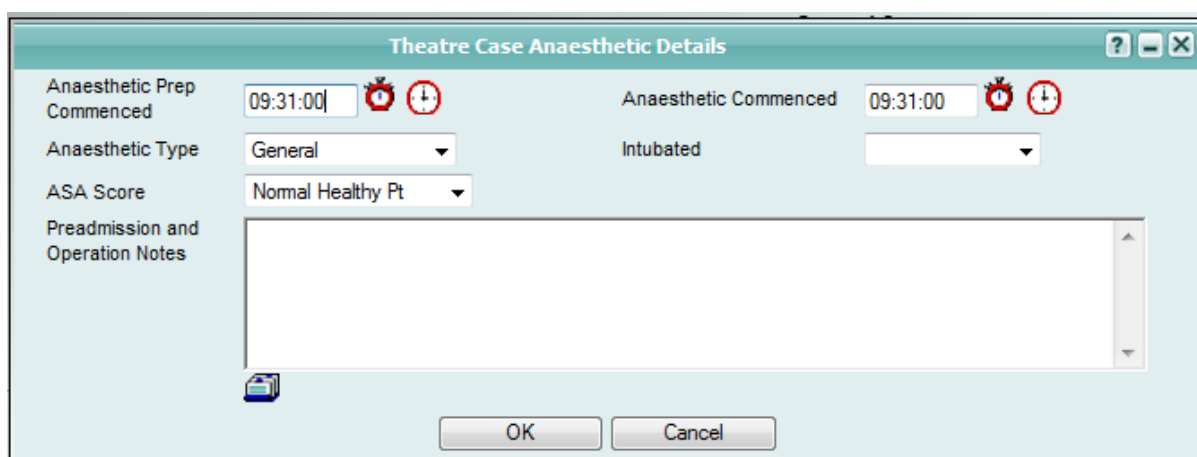 Theatre Case Anaesthetic Details
?
Anaesthetic Prep
Commenced
09:31:00
Anaesthetic Commenced
09:31:00
Anaesthetic Type
General
Intubated
ASA Score
Normal Healthy Pt
Preadmission and
Operation Notes
OK
Cancel